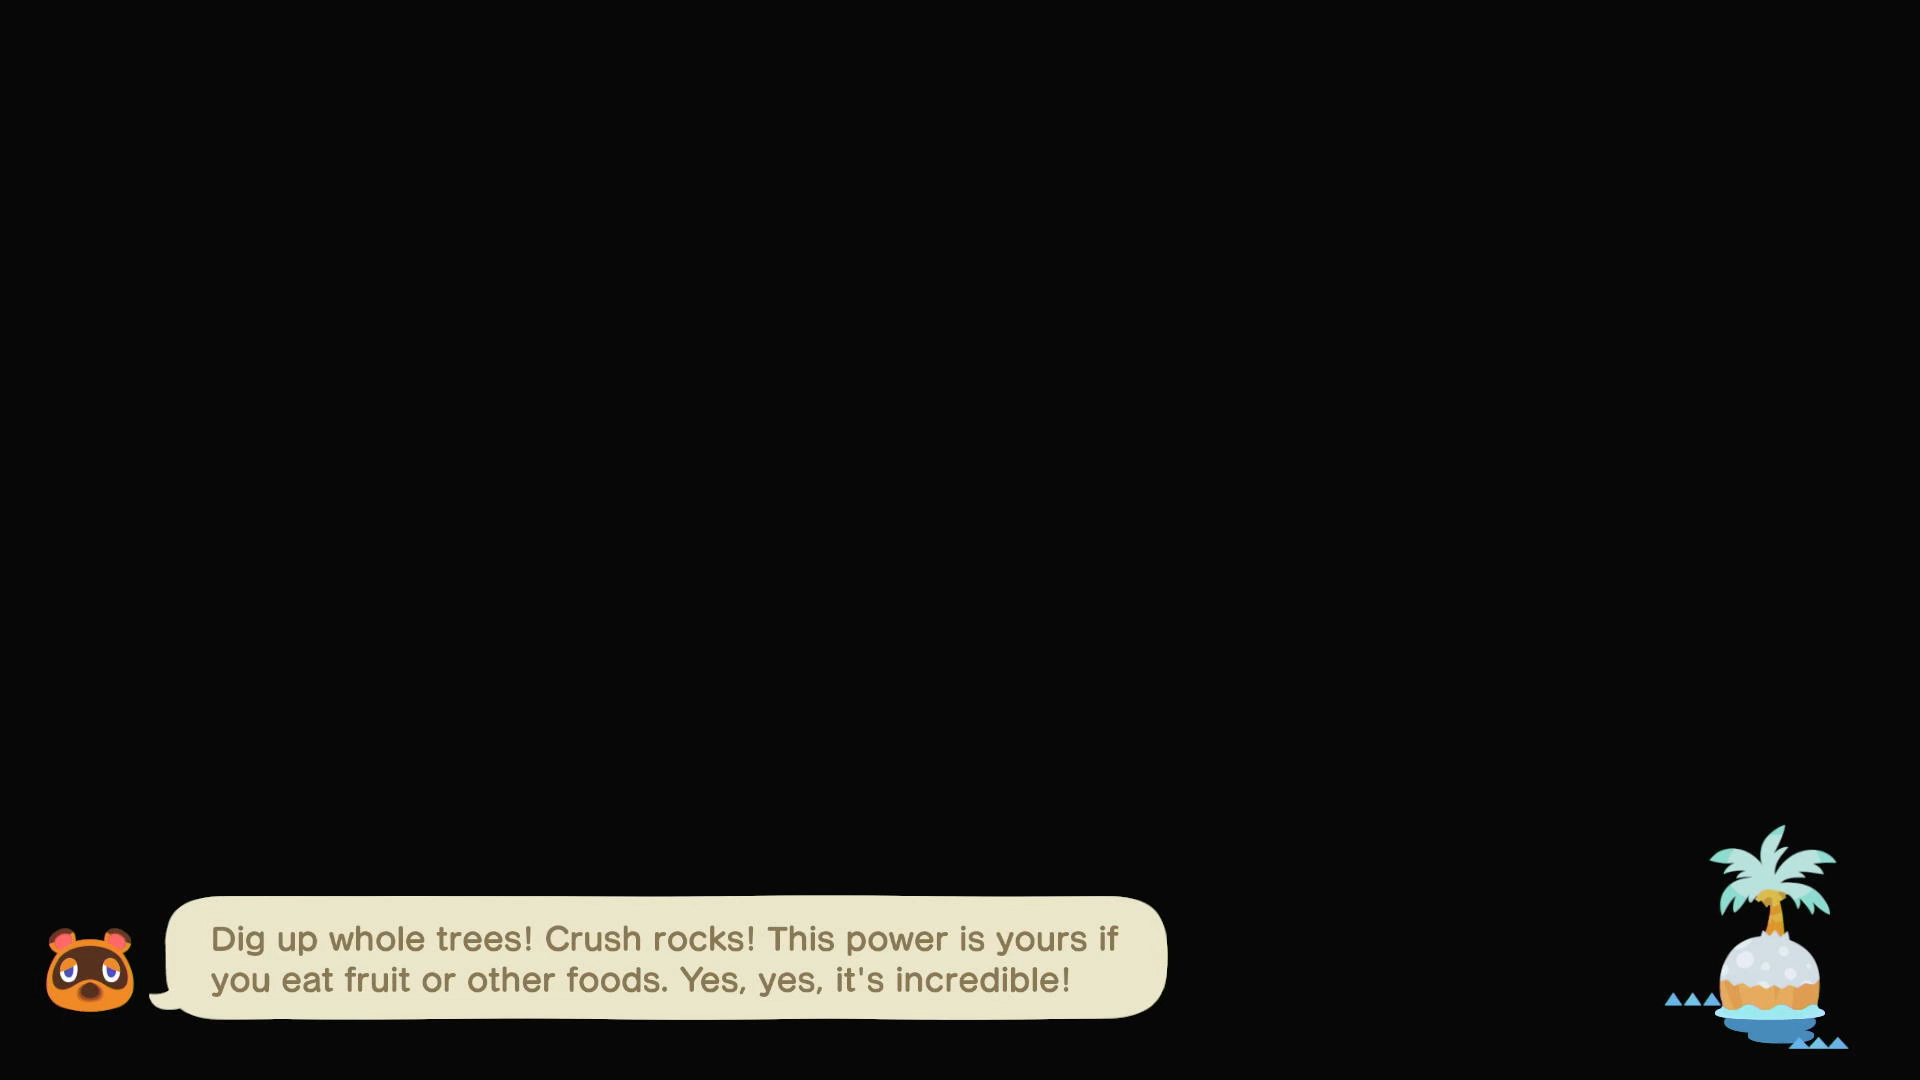 Dig up whole trees! Crush rocks! This power is yours if
you eat fruit or other foods. Yes, yes, it's incredible!